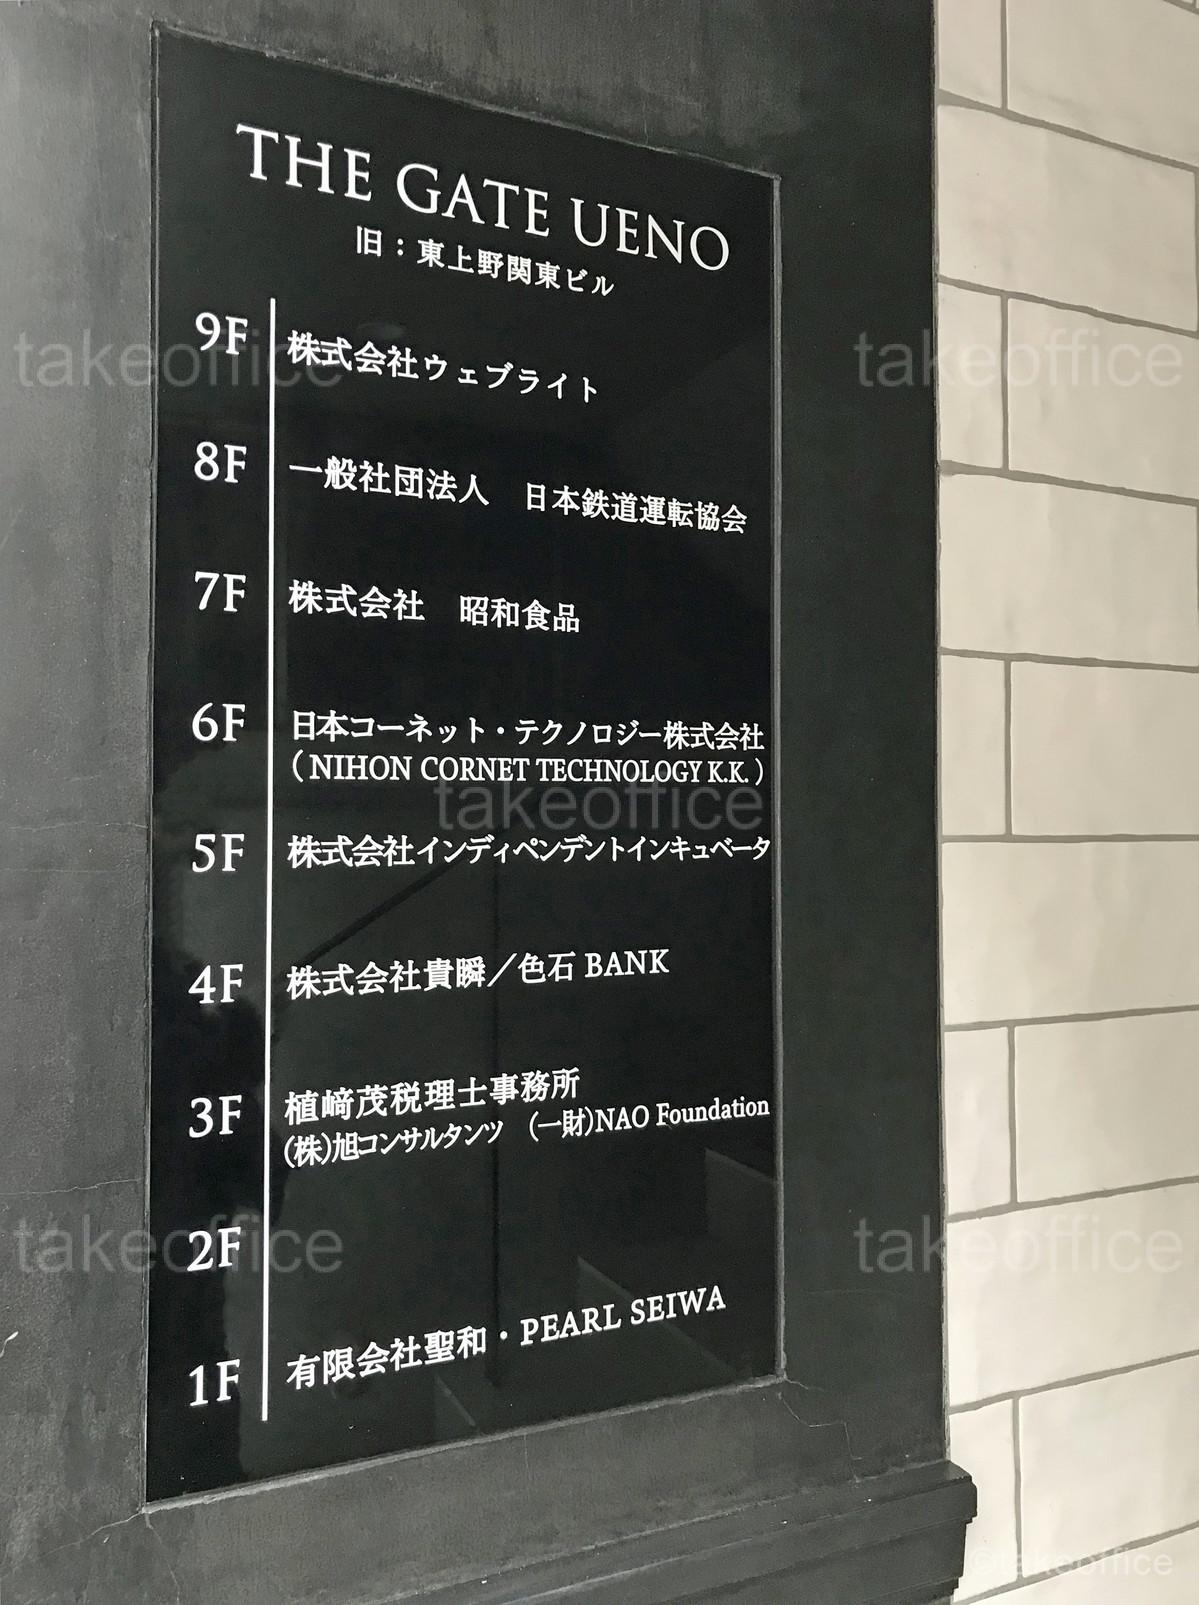 THE GATE UENO
旧：東上野関東ビル
9F 株式会社ウェブライト
8F 一般社団法人　日本鉄道運転協会
7F 株式会社　昭和食品
6F 日本コーネット・テクノロジー株式会社
（NIHON CORNET TECHNOLOGY K.K.）
5F 株式会社インディペンデントインキュベータ
4F 株式会社貴瞬／色石 BANK
3F 植﨑茂税理士事務所
(株)旭コンサルタンツ　(一財)NAO Foundation
2F
1F 有限会社聖和・PEARL SEIWA
takeoffice
takeoffice
takeoffice
takeoffice
takeoffice
©takeoffice